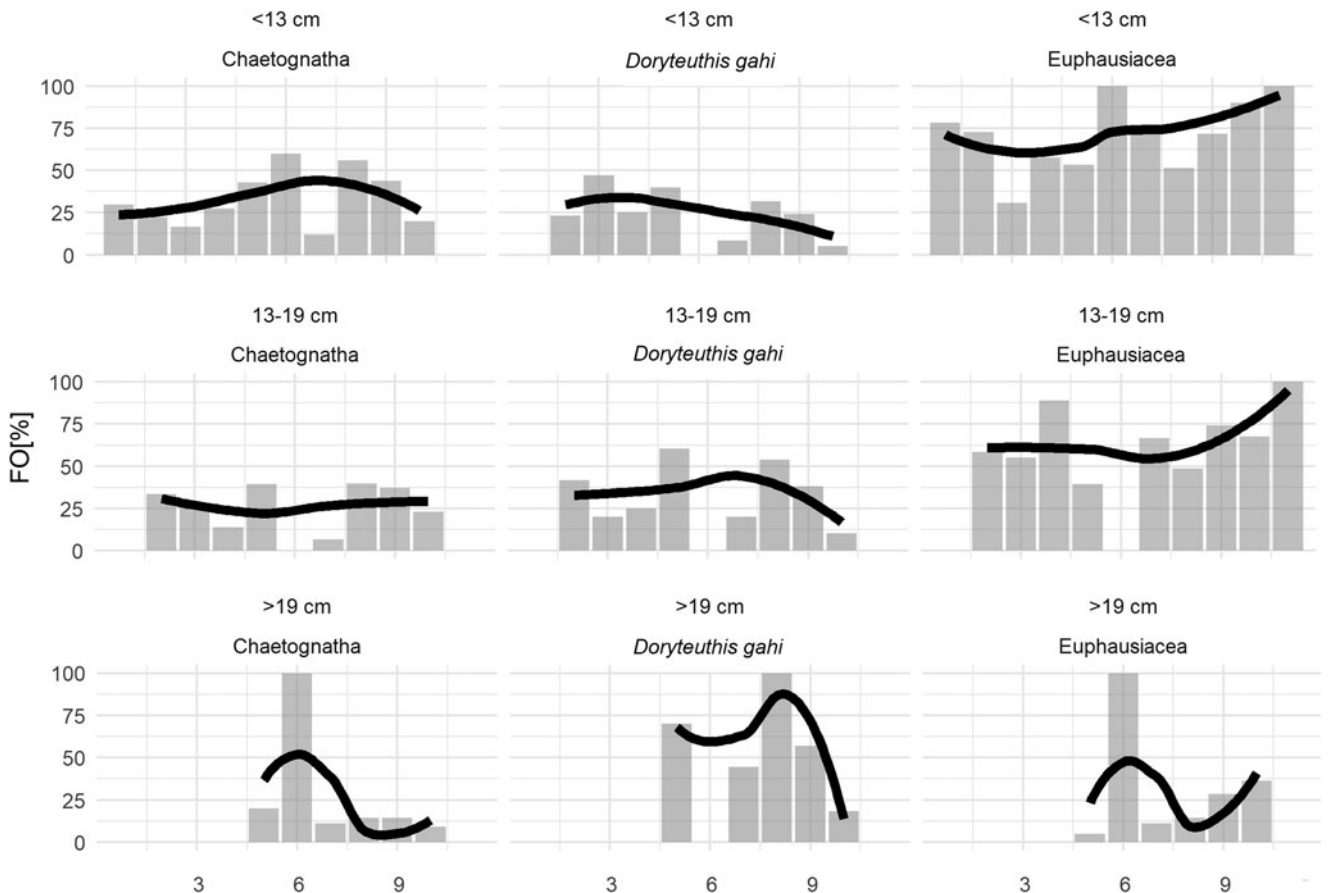 <13 cm <13 cm <13 cm
Chaetognatha Doryteuthis gahi Euphausiacea
100
75
50
25
0
13-19 cm 13-19 cm 13-19 cm
Chaetognatha Doryteuthis gahi Euphausiacea
100
75
FO[%]
50
25
0
>19 cm >19 cm >19 cm
Chaetognatha Doryteuthis gahi Euphausiacea
100
75
50
25
0
3 6 9 3 6 9 3 6 9